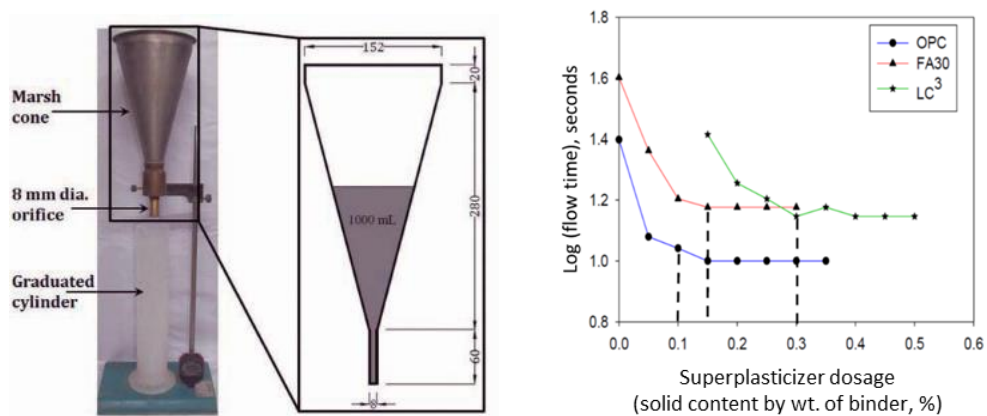 Marsh
cone
8 mm dia.
orifice
Graduated
cylinder
152
20
280
1000 mL
60
8
Log (flow time), seconds
1.8
1.6
1.4
1.2
1.0
0.8
OPC
FA30
LC³
0.0 0.1 0.2 0.3 0.4 0.5 0.6
Superplasticizer dosage
(solid content by wt. of binder, %)